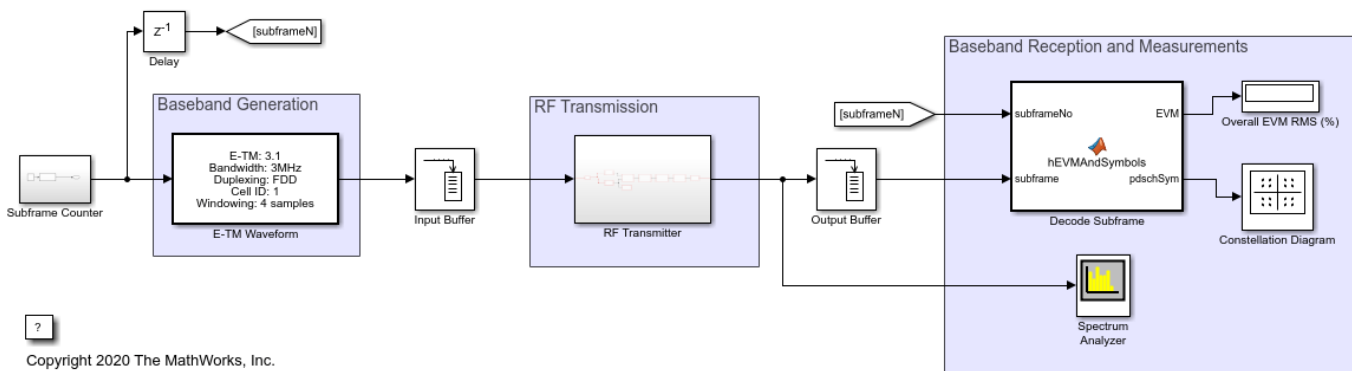 z-1
[subframeN]
Delay
Baseband Generation
E-TM: 3.1
Bandwidth: 3MHz
Duplexing: FDD
Cell ID: 1
Windowing: 4 samples
E-TM Waveform
Subframe Counter
Input Buffer
RF Transmission
RF Transmitter
[subframeN]
Output Buffer
Baseband Reception and Measurements
subframeNo
EVM
hEVMAndSymbols
subframe
pdschSym
Decode Subframe
Overall EVM RMS (%)
Constellation Diagram
Spectrum
Analyzer
?
Copyright 2020 The MathWorks, Inc.